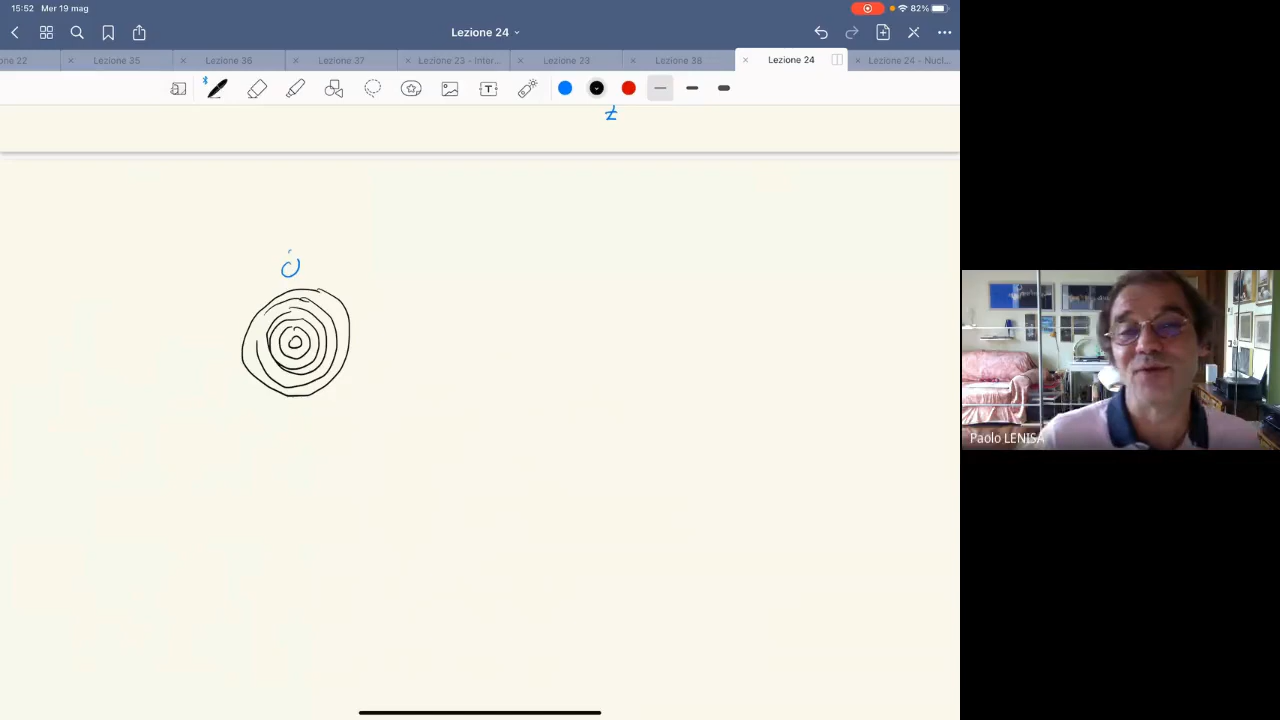 15:52 Mer 19 mag
82%
Lezione 24
ne 22
Lezione 35
Lezione 36
Lezione 37
Lezione 23 - Inter...
Lezione 23
Lezione 38
Lezione 24
Lezione 24 - Nucl...
T
Paolo LENISA